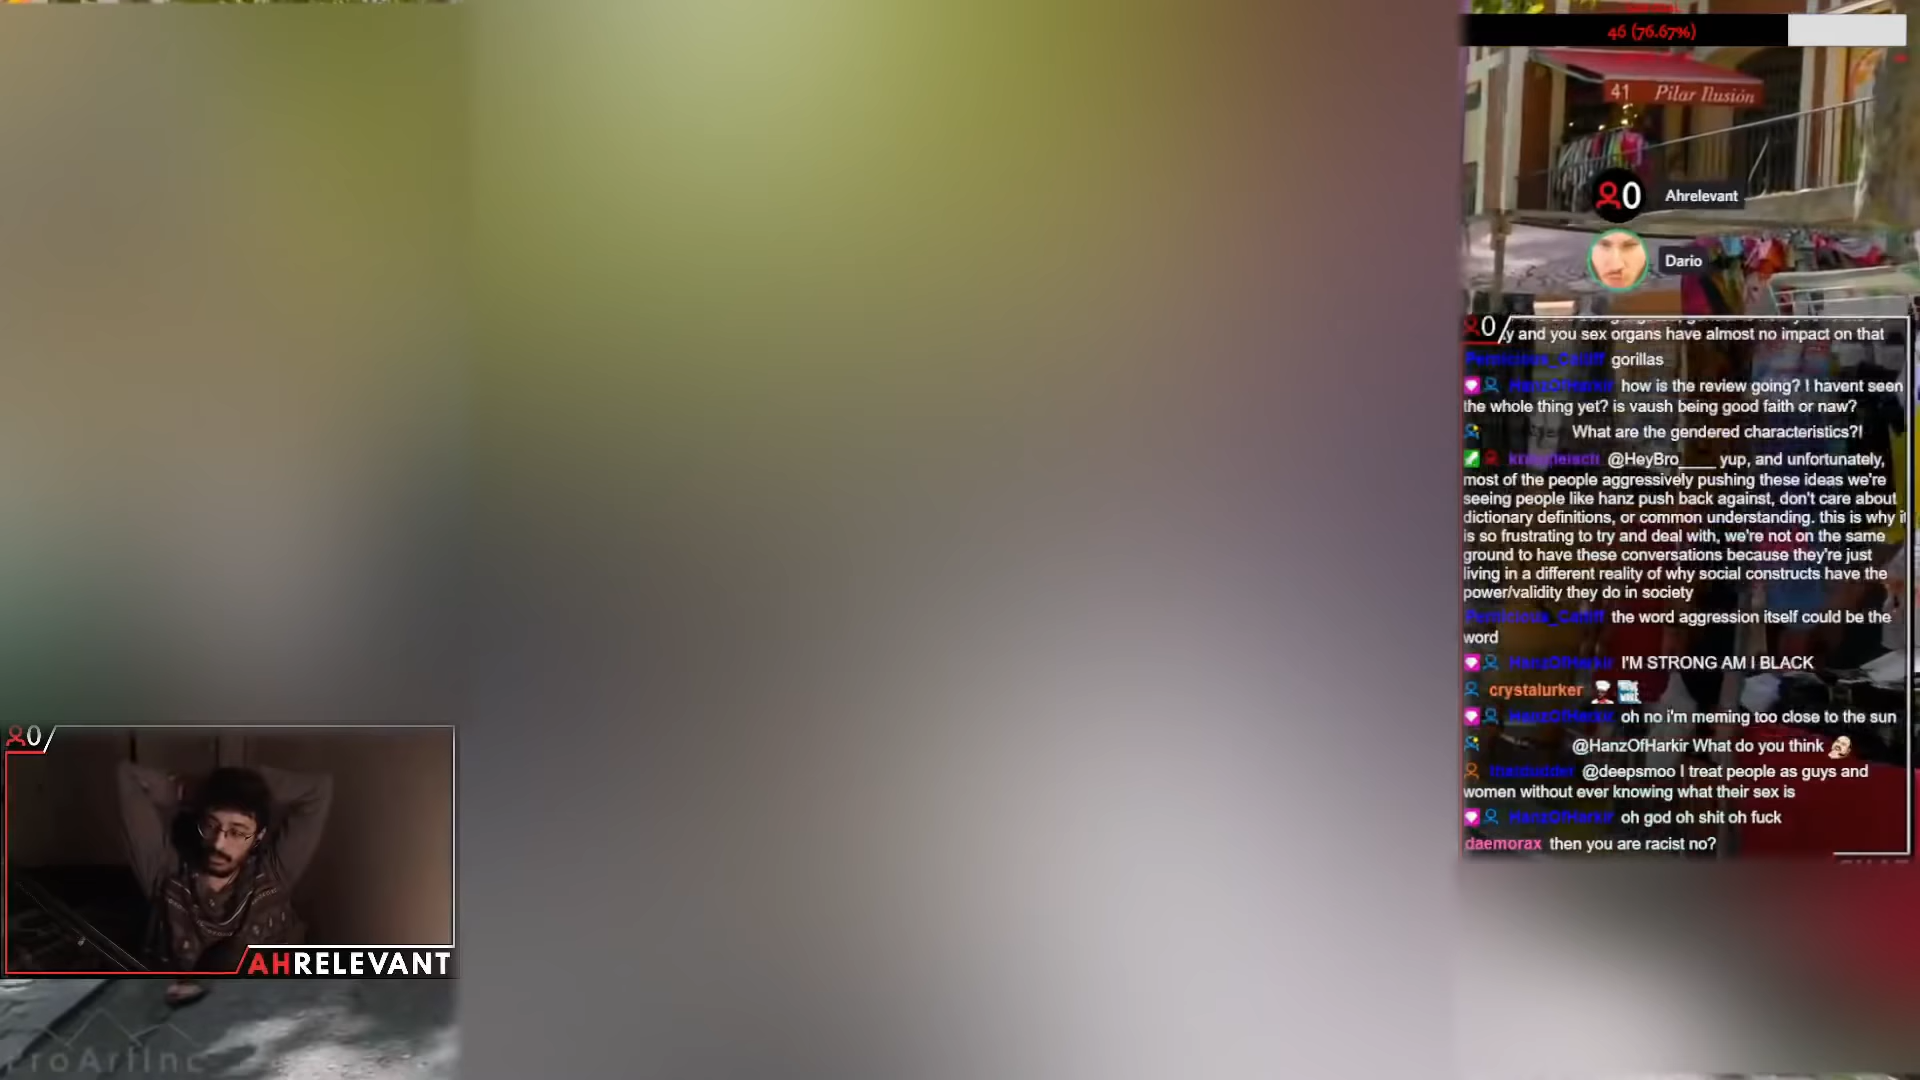 46 (76.67%)
41 Pilar Ilusión
0 Ahrelevant
Dario
0
y and you sex organs have almost no impact on that
gorillas
HanzOfHarkir how is the review going? I havent seen
the whole thing yet? is vaush being good faith or naw?
What are the gendered characteristics?!
@HeyBro____ yup, and unfortunately,
most of the people aggressively pushing these ideas we're
seeing people like hanz push back against, don't care about
dictionary definitions, or common understanding. this is why it
is so frustrating to try and deal with, we're not on the same
ground to have these conversations because they're just
living in a different reality of why social constructs have the
power/validity they do in society
the word aggression itself could be the
word
HanzOfHarkir I'M STRONG AM I BLACK
crystalurker
HanzOfHarkir oh no i'm meming too close to the sun
@HanzOfHarkir What do you think
@deepsmoo I treat people as guys and
women without ever knowing what their sex is
HanzOfHarkir oh god oh shit oh fuck
daemorax then you are racist no?
0
AHRELEVANT
ProArtInc